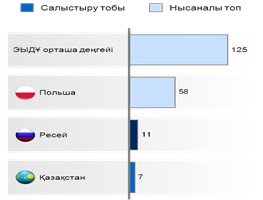 Салыстыру тобы
Нысаналы топ
ЭЫДҰ орташа деңгейі
125
Польша
58
Ресей
11
Қазақстан
7